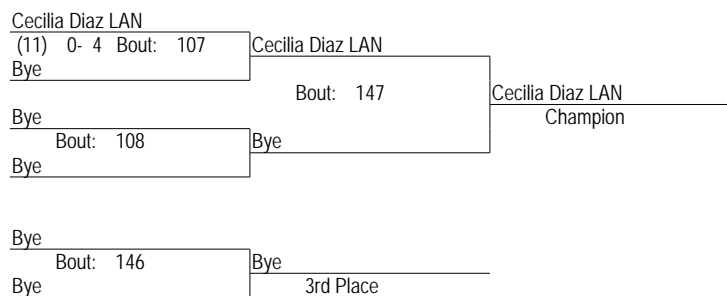 Cecilia Diaz LAN
(11) 0- 4 Bout: 107
Bye
Cecilia Diaz LAN
Bout: 147
Cecilia Diaz LAN
Champion
Bye
Bout: 108
Bye
Bye
Bye
Bout: 146
Bye
Bye
3rd Place